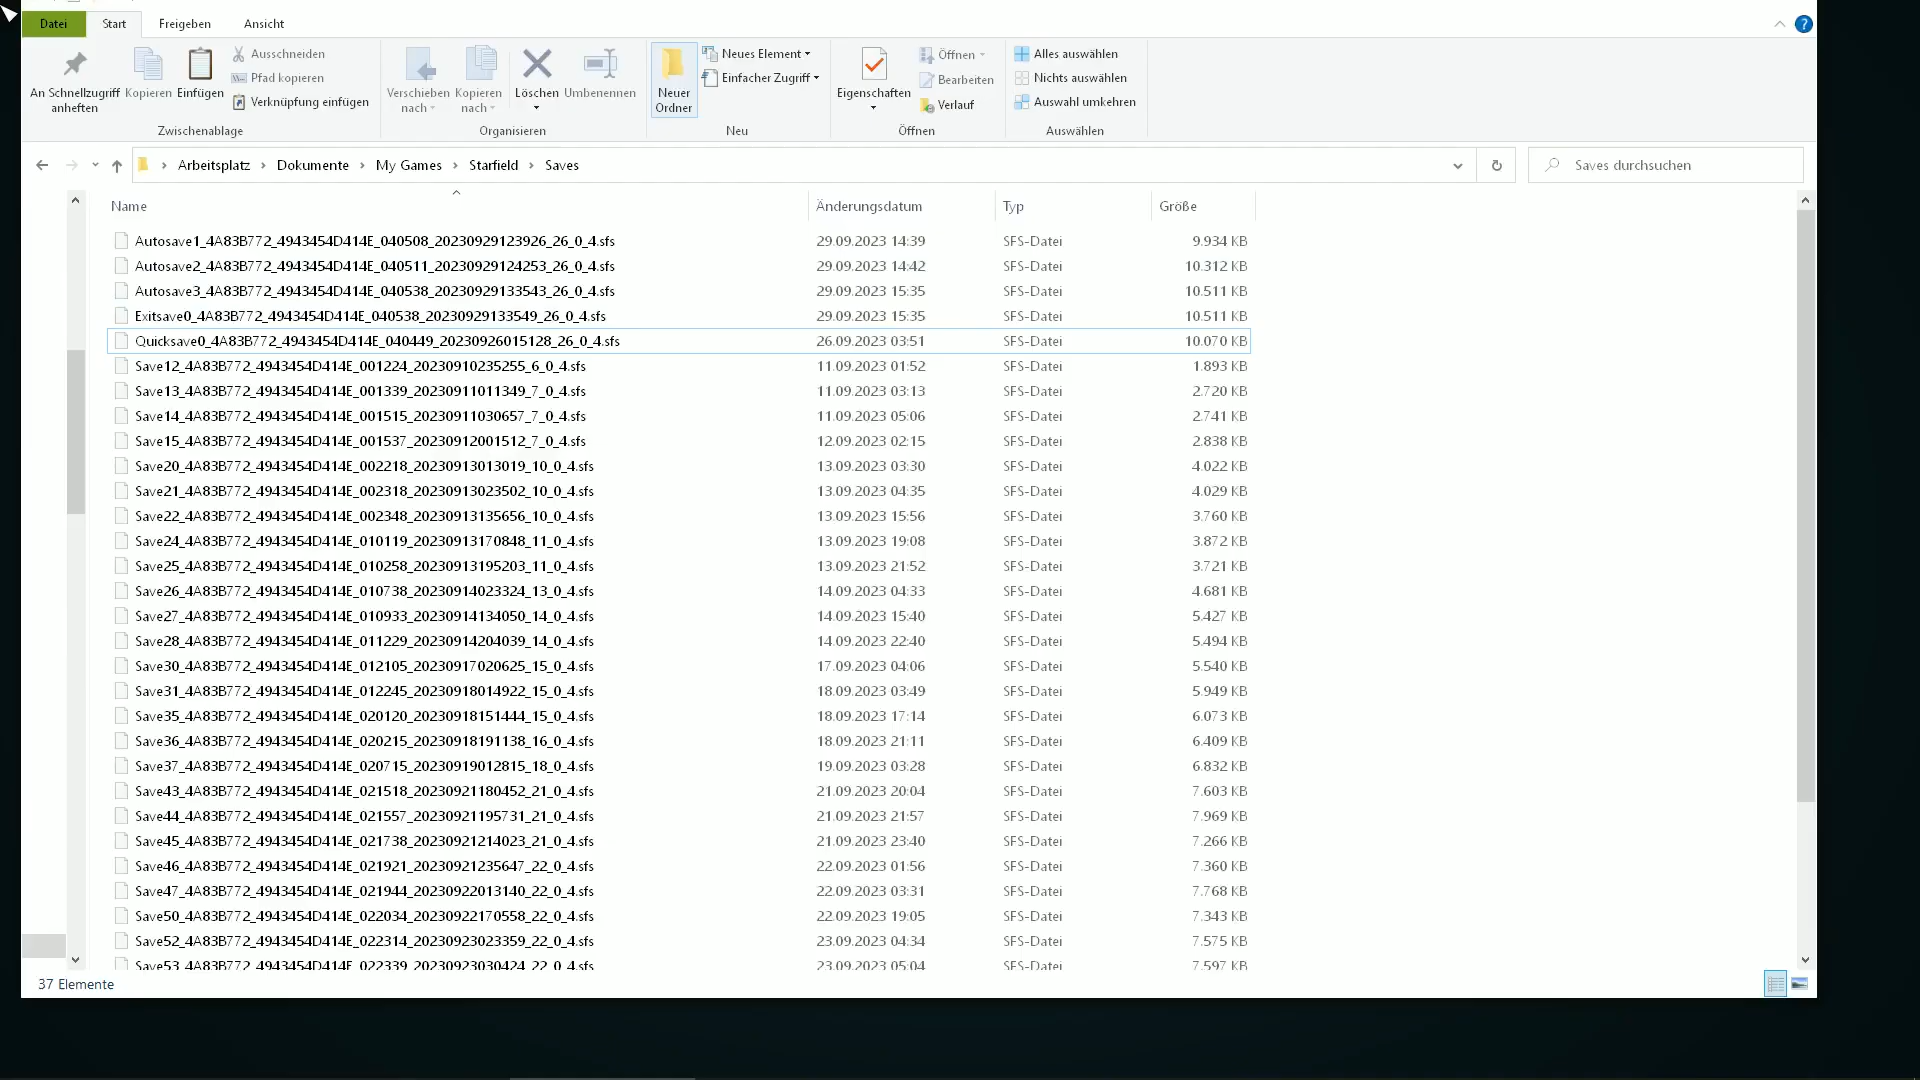 Datei Start Freigeben Ansicht
An Schnellzugriff anheften Kopieren Einfügen Ausschneiden Pfad kopieren Verknüpfung einfügen
Verschieben nach Kopieren nach Löschen Umbenennen Neuer Ordner Neues Element Einfacher Zugriff
Eigenschaften Öffnen Bearbeiten Verlauf Alles auswählen Nichts auswählen Auswahl umkehren
Zwischenablage Organisieren Neu Öffnen Auswählen
Arbeitsplatz Dokumente My Games Starfield Saves Saves durchsuchen
Name Änderungsdatum Typ Größe
Autosave1_4A83B772_4943454D414E_040508_20230929123926_26_0_4.sfs 29.09.2023 14:39 SFS-Datei 9.934 KB
Autosave2_4A83B772_4943454D414E_040511_20230929124253_26_0_4.sfs 29.09.2023 14:42 SFS-Datei 10.312 KB
Autosave3_4A83B772_4943454D414E_040538_20230929133543_26_0_4.sfs 29.09.2023 15:35 SFS-Datei 10.511 KB
Exitsave0_4A83B772_4943454D414E_040538_20230929133549_26_0_4.sfs 29.09.2023 15:35 SFS-Datei 10.511 KB
Quicksave0_4A83B772_4943454D414E_040449_20230926015128_26_0_4.sfs 26.09.2023 03:51 SFS-Datei 10.070 KB
Save12_4A83B772_4943454D414E_001224_20230910235255_6_0_4.sfs 11.09.2023 01:52 SFS-Datei 1.893 KB
Save13_4A83B772_4943454D414E_001339_20230911011349_7_0_4.sfs 11.09.2023 03:13 SFS-Datei 2.720 KB
Save14_4A83B772_4943454D414E_001515_20230911030657_7_0_4.sfs 11.09.2023 05:06 SFS-Datei 2.741 KB
Save15_4A83B772_4943454D414E_001537_20230912001512_7_0_4.sfs 12.09.2023 02:15 SFS-Datei 2.838 KB
Save20_4A83B772_4943454D414E_002218_20230913013019_10_0_4.sfs 13.09.2023 03:30 SFS-Datei 4.022 KB
Save21_4A83B772_4943454D414E_002318_20230913023502_10_0_4.sfs 13.09.2023 04:35 SFS-Datei 4.029 KB
Save22_4A83B772_4943454D414E_002348_20230913135656_10_0_4.sfs 13.09.2023 15:56 SFS-Datei 3.760 KB
Save24_4A83B772_4943454D414E_010119_20230913170848_11_0_4.sfs 13.09.2023 19:08 SFS-Datei 3.872 KB
Save25_4A83B772_4943454D414E_010258_20230913195203_11_0_4.sfs 13.09.2023 21:52 SFS-Datei 3.721 KB
Save26_4A83B772_4943454D414E_010738_20230914023324_13_0_4.sfs 14.09.2023 04:33 SFS-Datei 4.681 KB
Save27_4A83B772_4943454D414E_010933_20230914134050_14_0_4.sfs 14.09.2023 15:40 SFS-Datei 5.427 KB
Save28_4A83B772_4943454D414E_011229_20230914204039_14_0_4.sfs 14.09.2023 22:40 SFS-Datei 5.494 KB
Save30_4A83B772_4943454D414E_012105_20230917020625_15_0_4.sfs 17.09.2023 04:06 SFS-Datei 5.540 KB
Save31_4A83B772_4943454D414E_012245_20230918014922_15_0_4.sfs 18.09.2023 03:49 SFS-Datei 5.949 KB
Save35_4A83B772_4943454D414E_020120_20230918151444_15_0_4.sfs 18.09.2023 17:14 SFS-Datei 6.073 KB
Save36_4A83B772_4943454D414E_020215_20230918191138_16_0_4.sfs 18.09.2023 21:11 SFS-Datei 6.409 KB
Save37_4A83B772_4943454D414E_020715_20230919012815_18_0_4.sfs 19.09.2023 03:28 SFS-Datei 6.832 KB
Save43_4A83B772_4943454D414E_021518_20230921180452_21_0_4.sfs 21.09.2023 20:04 SFS-Datei 7.603 KB
Save44_4A83B772_4943454D414E_021557_20230921195731_21_0_4.sfs 21.09.2023 21:57 SFS-Datei 7.969 KB
Save45_4A83B772_4943454D414E_021738_20230921214023_21_0_4.sfs 21.09.2023 23:40 SFS-Datei 7.266 KB
Save46_4A83B772_4943454D414E_021921_20230921235647_22_0_4.sfs 22.09.2023 01:56 SFS-Datei 7.360 KB
Save47_4A83B772_4943454D414E_021944_20230922013140_22_0_4.sfs 22.09.2023 03:31 SFS-Datei 7.768 KB
Save50_4A83B772_4943454D414E_022034_20230922170558_22_0_4.sfs 22.09.2023 19:05 SFS-Datei 7.343 KB
Save52_4A83B772_4943454D414E_022314_20230923023359_22_0_4.sfs 23.09.2023 04:34 SFS-Datei 7.575 KB
Save53_4A83B772_4943454D414E_022339_20230923030424_22_0_4.sfs 23.09.2023 05:04 SFS-Datei 7.597 KB
37 Elemente